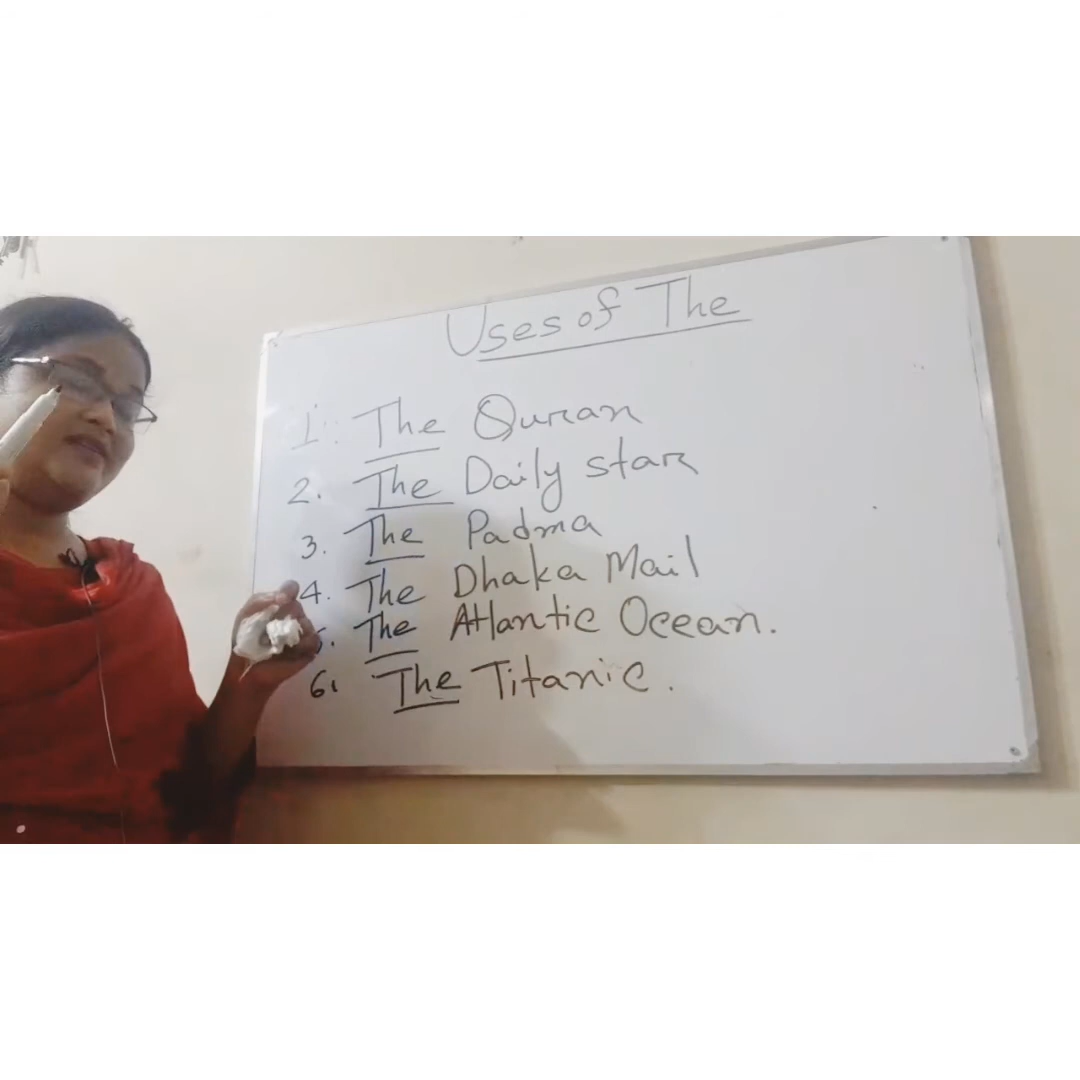 Uses of The
1. The Quran
2. The Daily star
3. The Padma
4. The Dhaka Mail
5. The Atlantic Ocean.
6. The Titanic.